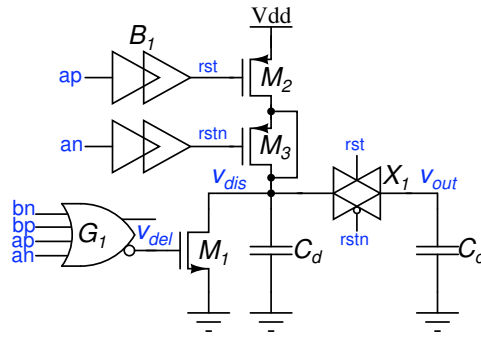 Vdd
B1
ap
rst
M2
an
rstn
M3
vdis
rst
X1
vout
bn
bp
ap
an
G1
vdel
M1
Cd
rstn
Co